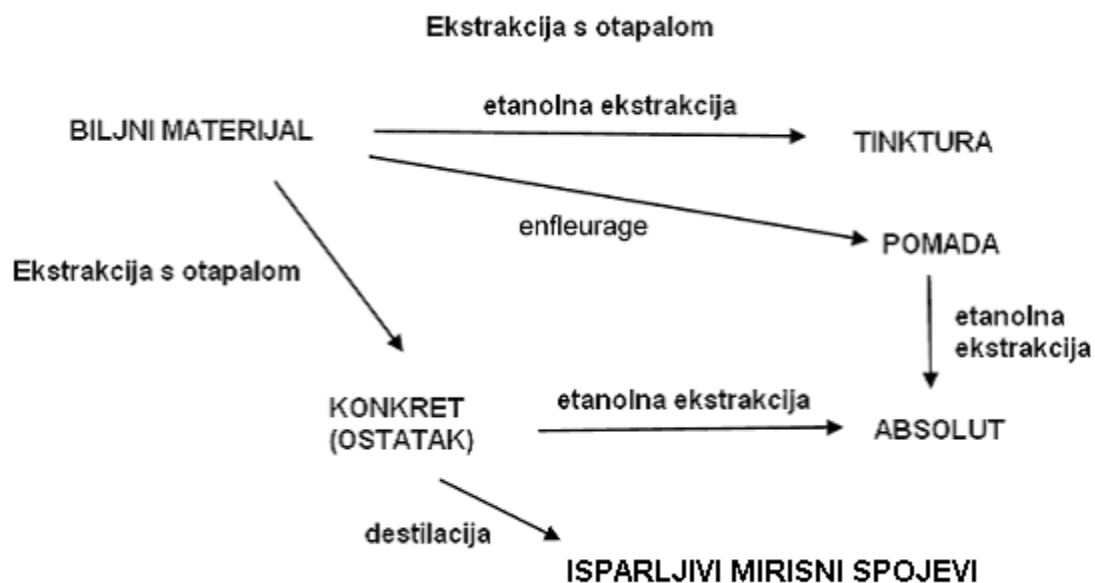 Ekstrakcija s otapalom
etanolna ekstrakcija
BILJNI MATERIJAL
TINKTURA
enfleurage
POMADA
Ekstrakcija s otapalom
etanolna
ekstrakcija
KONKRET
(OSTATAK)
etanolna ekstrakcija
ABSOLUT
destilacija
ISPARLJIVI MIRISNI SPOJEVI